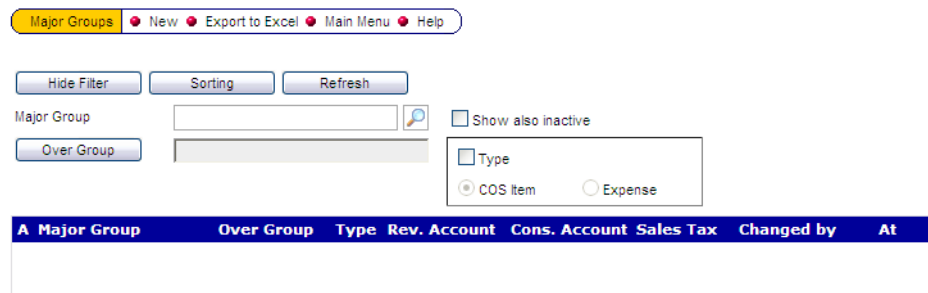 Major Groups New Export to Excel Main Menu Help
Hide Filter Sorting Refresh
Major Group Show also inactive
Over Group Type
COS Item Expense
A Major Group Over Group Type Rev. Account Cons. Account Sales Tax Changed by At